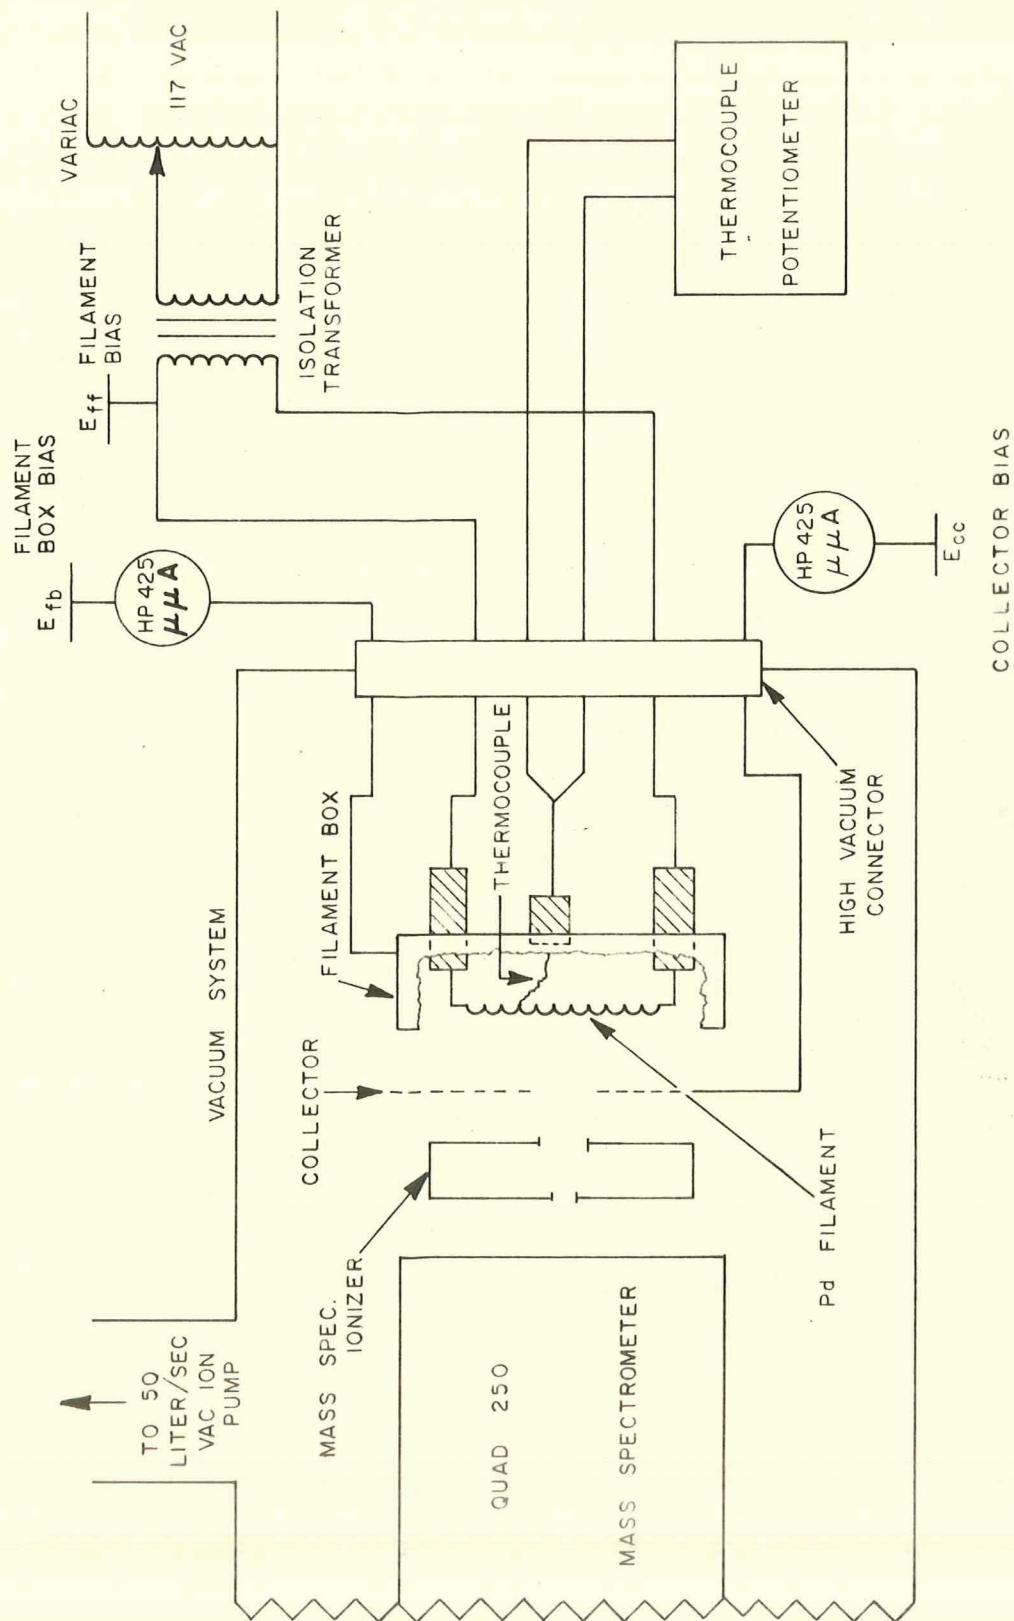 TO 50
LITER/SEC
VAC ION
PUMP
VACUUM SYSTEM
MASS SPEC.
IONIZER
QUAD 250
MASS SPECTROMETER
COLLECTOR
Pd FILAMENT
FILAMENT BOX
THERMOCOUPLE
HIGH VACUUM
CONNECTOR
FILAMENT
BOX BIAS
Efb
HP 425
μμA
Eff
FILAMENT
BIAS
ISOLATION
TRANSFORMER
VARIAC
117 VAC
THERMOCOUPLE
POTENTIOMETER
HP 425
μμA
Ecc
COLLECTOR BIAS